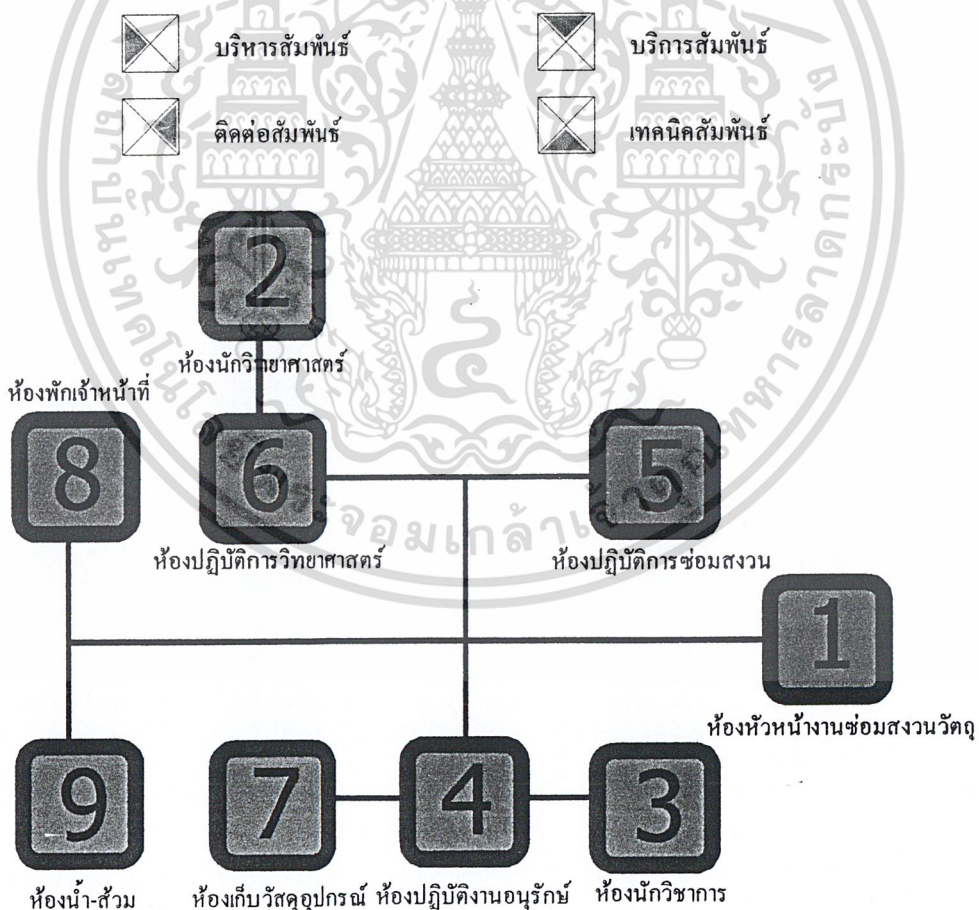 บริหารสัมพันธ์ บริการสัมพันธ์
ติดต่อสัมพันธ์ เทคนิคสัมพันธ์
2
ห้องนักวิทยาศาสตร์
ห้องพักเจ้าหน้าที่
8 6 5
ห้องปฏิบัติการวิทยาศาสตร์ ห้องปฏิบัติการซ่อมสงวน
1
ห้องหัวหน้างานซ่อมสงวนวัตถุ
9 7 4 3
ห้องน้ำ-ส้วม ห้องเก็บวัสดุอุปกรณ์ ห้องปฏิบัติงานอนุรักษ์ ห้องนักวิชาการ